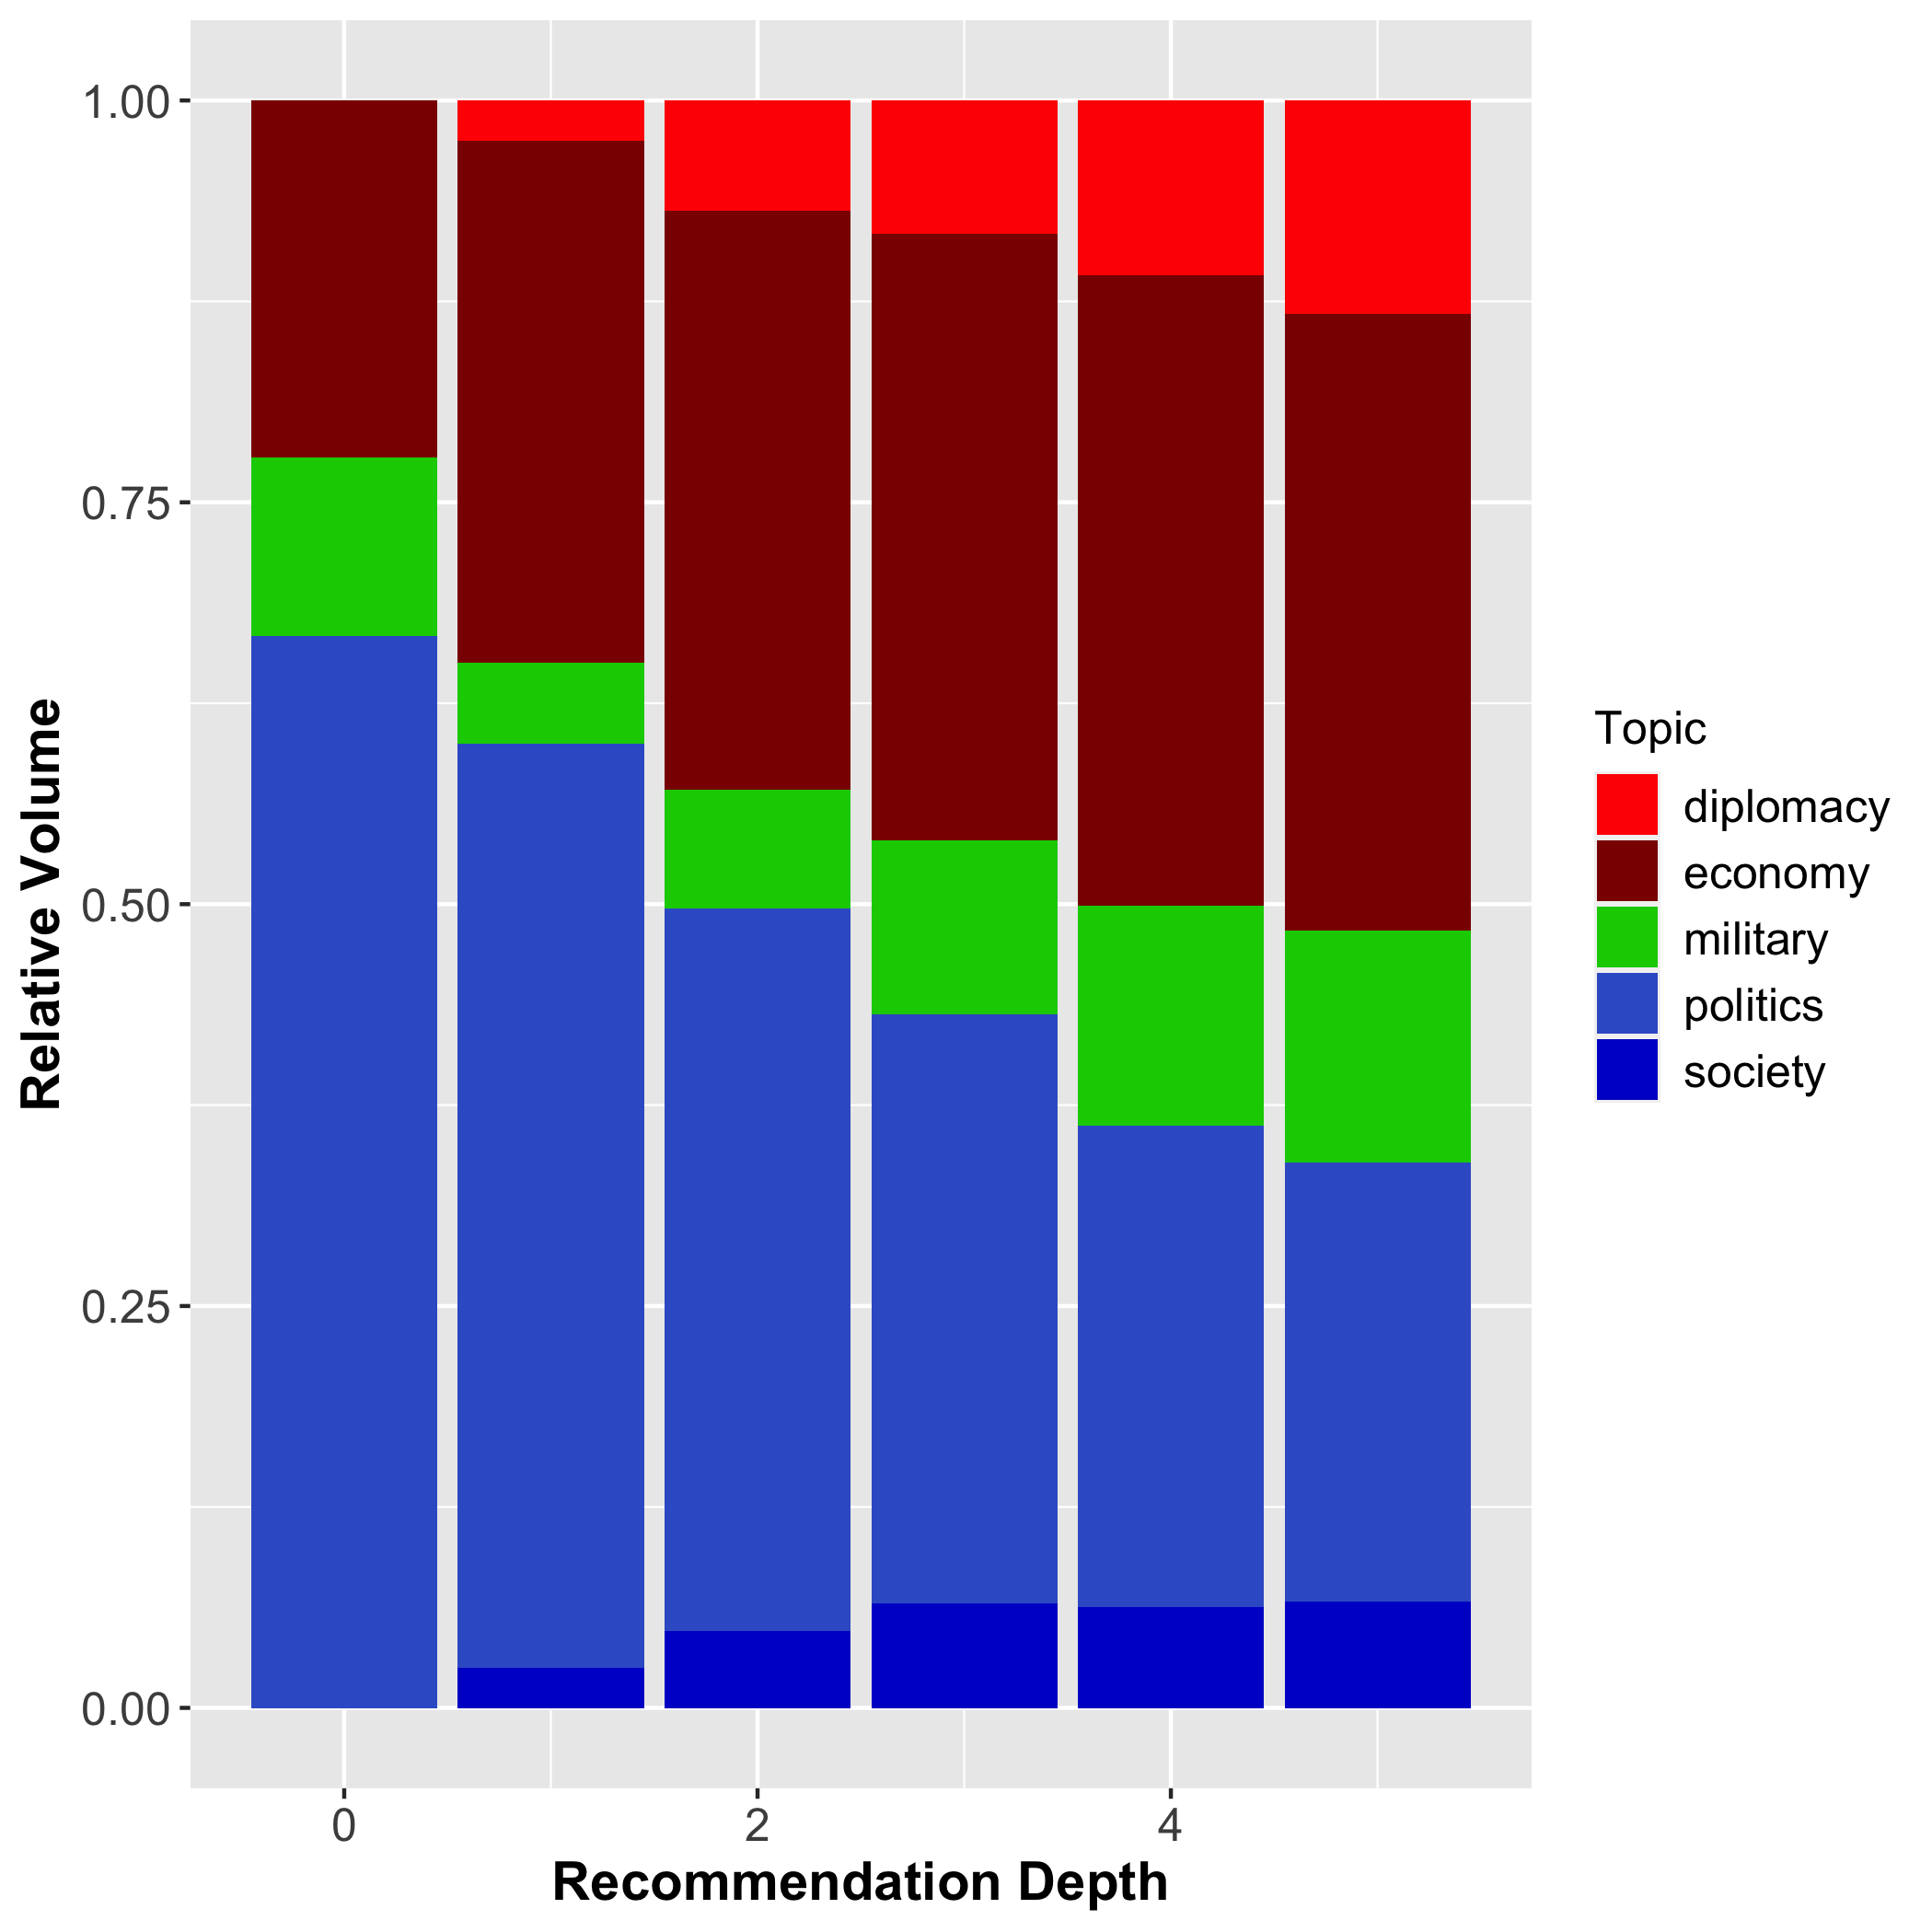 1.00
0.75
0.50
0.25
0.00
Relative Volume
0
2
4
Recommendation Depth
Topic
diplomacy
economy
military
politics
society